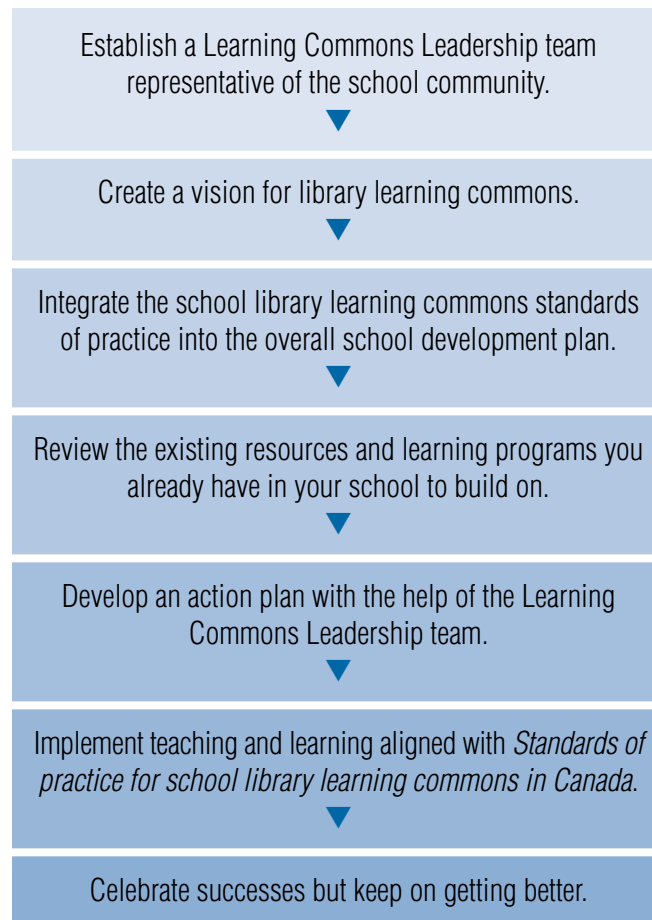 Establish a Learning Commons Leadership team
representative of the school community.
Create a vision for library learning commons.
Integrate the school library learning commons standards
of practice into the overall school development plan.
Review the existing resources and learning programs you
already have in your school to build on.
Develop an action plan with the help of the Learning
Commons Leadership team.
Implement teaching and learning aligned with Standards of
practice for school library learning commons in Canada.
Celebrate successes but keep on getting better.